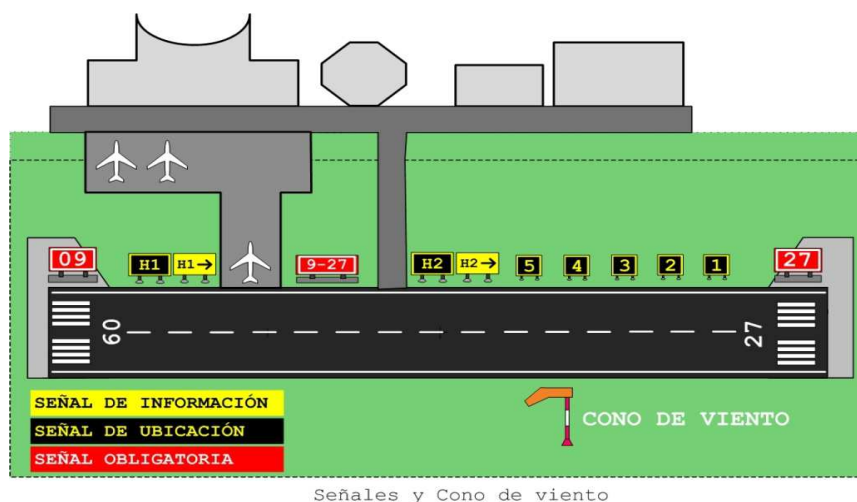 09
H1
H1→
9-27
H2
H2→
5
4
3
2
1
27
09
27
SEÑAL DE INFORMACIÓN
SEÑAL DE UBICACIÓN
SEÑAL OBLIGATORIA
CONO DE VIENTO
Señales y Cono de viento